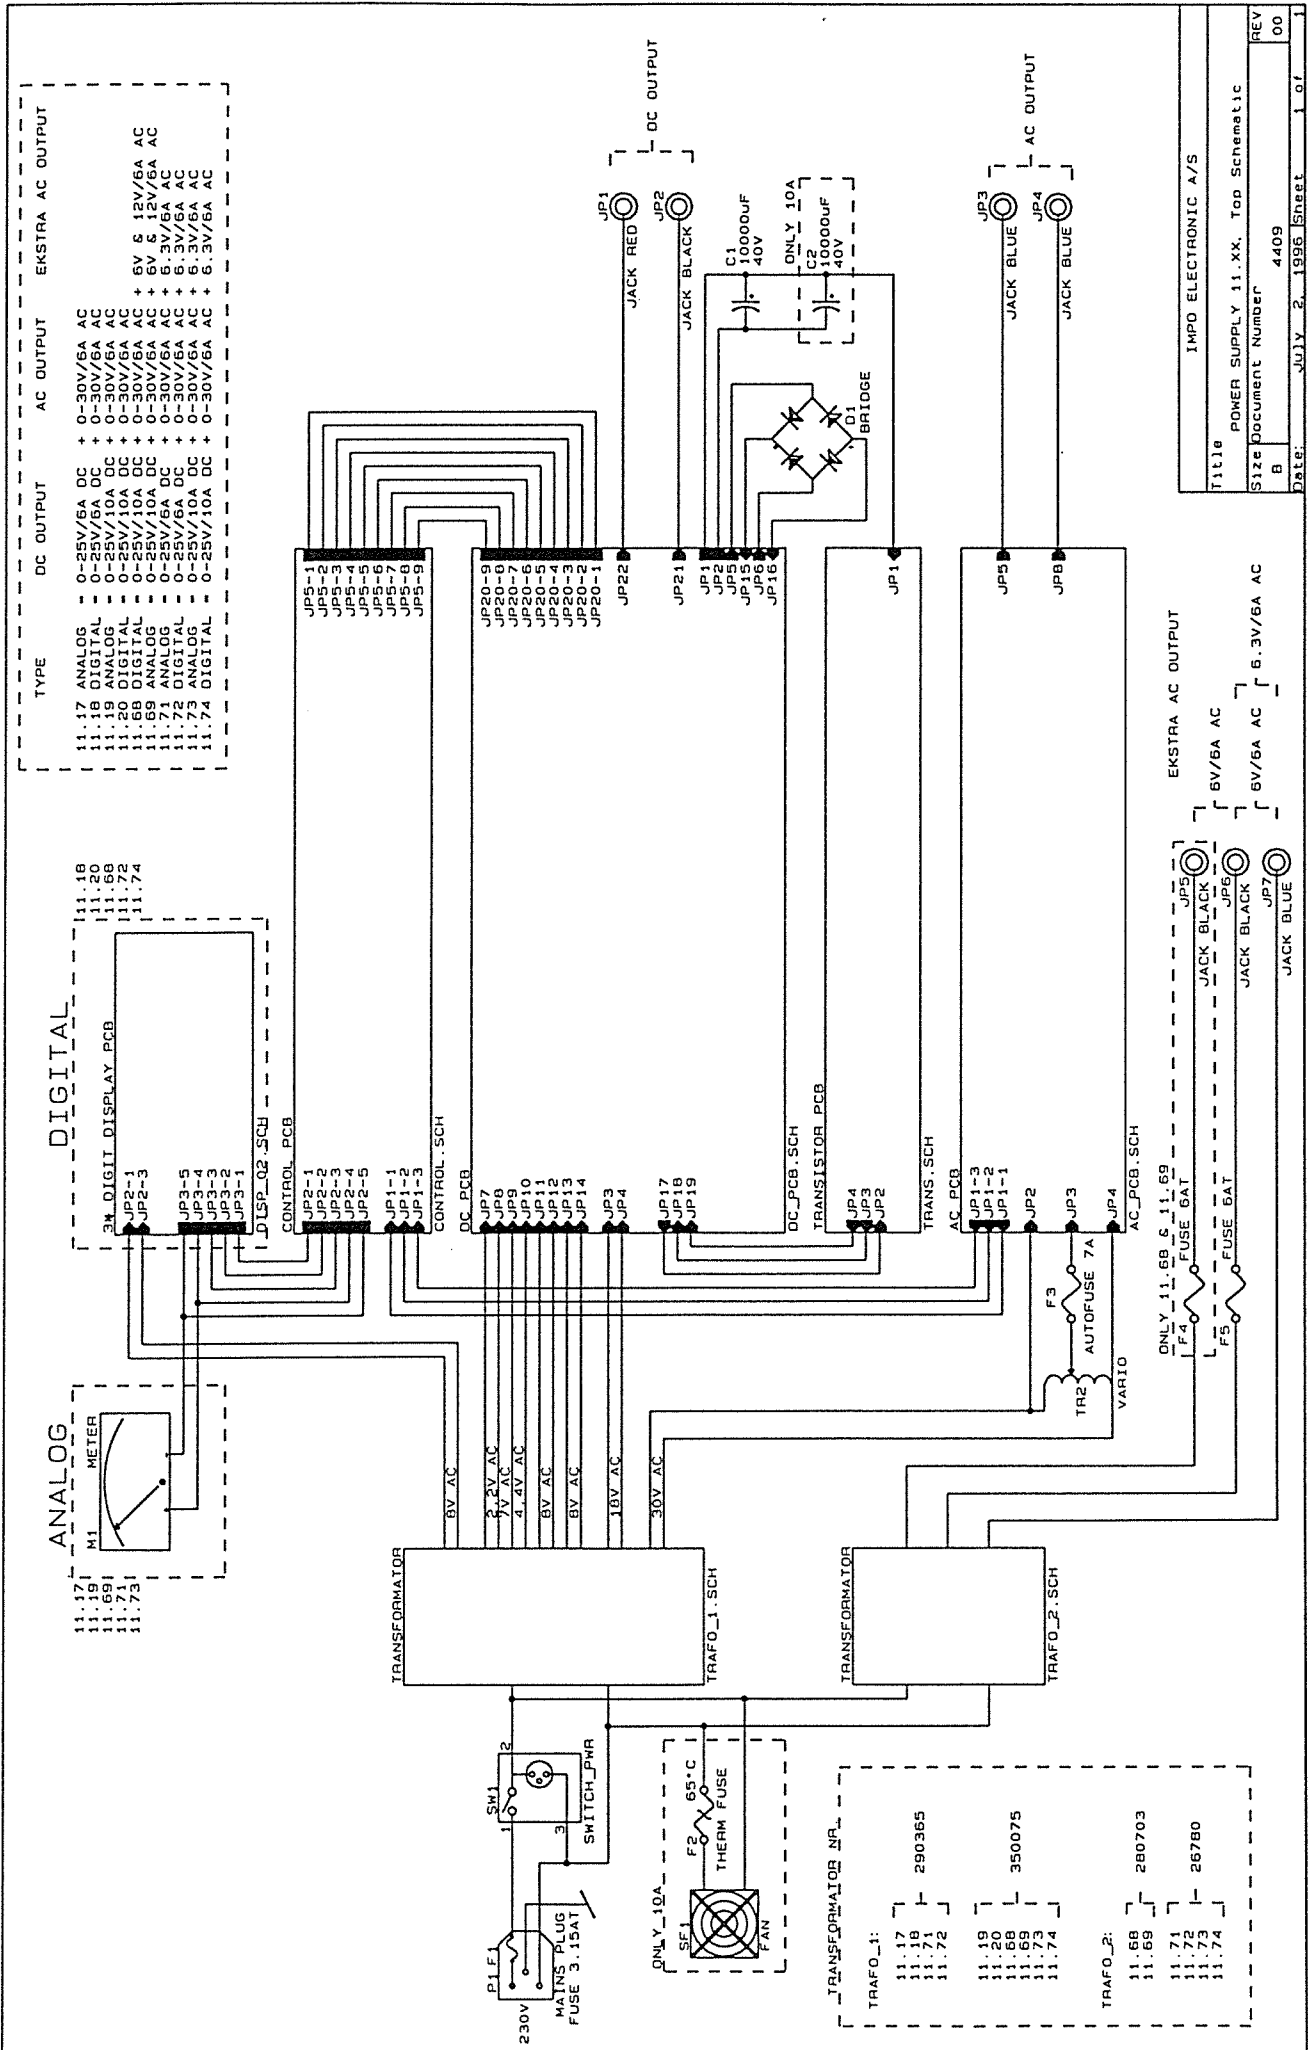 TYPE DC OUTPUT AC OUTPUT EKSTRA AC OUTPUT
11.17 ANALOG - 0-25V/6A DC + 0-30V/6A AC
11.18 DIGITAL - 0-25V/6A DC + 0-30V/6A AC
11.19 ANALOG - 0-25V/10A DC + 0-30V/6A AC
11.20 DIGITAL - 0-25V/10A DC + 0-30V/6A AC
11.68 DIGITAL - 0-25V/10A DC + 0-30V/6A AC + 6V & 12V/6A AC
11.69 ANALOG - 0-25V/10A DC + 0-30V/6A AC + 6V & 12V/6A AC
11.71 ANALOG - 0-25V/6A DC + 0-30V/6A AC + 6.3V/6A AC
11.72 DIGITAL - 0-25V/6A DC + 0-30V/6A AC + 6.3V/6A AC
11.73 ANALOG - 0-25V/10A DC + 0-30V/6A AC + 6.3V/6A AC
11.74 DIGITAL - 0-25V/10A DC + 0-30V/6A AC + 6.3V/6A AC
ANALOG
11.17
11.19
11.69
11.71
11.73
M1 METER
DIGITAL
11.18
11.20
11.68
11.72
11.74
DIGIT DISPLAY PCB
JP2-1
JP2-3
JP3-5
JP3-4
JP3-3
JP3-2
JP3-1
DISP_02.SCH
CONTROL PCB
JP2-1
JP2-2
JP2-3
JP2-4
JP2-5
JP1-1
JP1-2
JP1-3
CONTROL.SCH
JP5-1
JP5-2
JP5-3
JP5-4
JP5-5
JP5-6
JP5-7
JP5-8
JP5-9
DC PCB
JP7
JP8
JP9
JP10
JP11
JP12
JP13
JP14
JP3
JP4
JP17
JP18
JP19
DC_PCB.SCH
JP20-9
JP20-8
JP20-7
JP20-6
JP20-5
JP20-4
JP20-3
JP20-2
JP20-1
JP22
JP21
JP1
JP2
JP5
JP15
JP6
JP16
JACK RED
JP1
JACK BLACK
JP2
DC OUTPUT
C1
10000uF
40V
ONLY 10A
C2
10000uF
40V
D1
BRIDGE
TRANSISTOR PCB
JP4
JP3
JP2
TRANS.SCH
JP1
AC PCB
JP1-3
JP1-2
JP1-1
JP2
JP3
JP4
AC_PCB.SCH
JP5
JP8
JACK BLUE
JP3
JACK BLUE
JP4
AC OUTPUT
8V AC
2,2V AC
7V AC
4,4V AC
8V AC
8V AC
18V AC
30V AC
TRANSFORMATOR
TRAFO_1.SCH
TRANSFORMATOR
TRAFO_2.SCH
F3
AUTOFUSE 7A
TR2
VARIO
ONLY 11.68 & 11.69
F4 FUSE 6AT
JACK BLACK
JP5
F5 FUSE 6AT
JACK BLACK
JP6
JACK BLUE
JP7
EKSTRA AC OUTPUT
6V/6A AC
6V/6A AC
6.3V/6A AC
230V
P1 F1
MAINS PLUG
FUSE 3.15AT
SW1
1
2
3
SWITCH_PWR
ONLY 10A
SF1
FAN
F2 65°C
THERM FUSE
TRANSFORMATOR NR.
TRAFO_1:
11.17
11.18
11.71
11.72
290365
11.19
11.20
11.68
11.69
11.73
11.74
350075
TRAFO_2:
11.68
11.69
280703
11.71
11.72
11.73
11.74
26780
IMPO ELECTRONIC A/S
Title
POWER SUPPLY 11.XX. Top Schematic
Size Document Number REV
B 4409 00
Date: July 2, 1996 Sheet 1 of 1